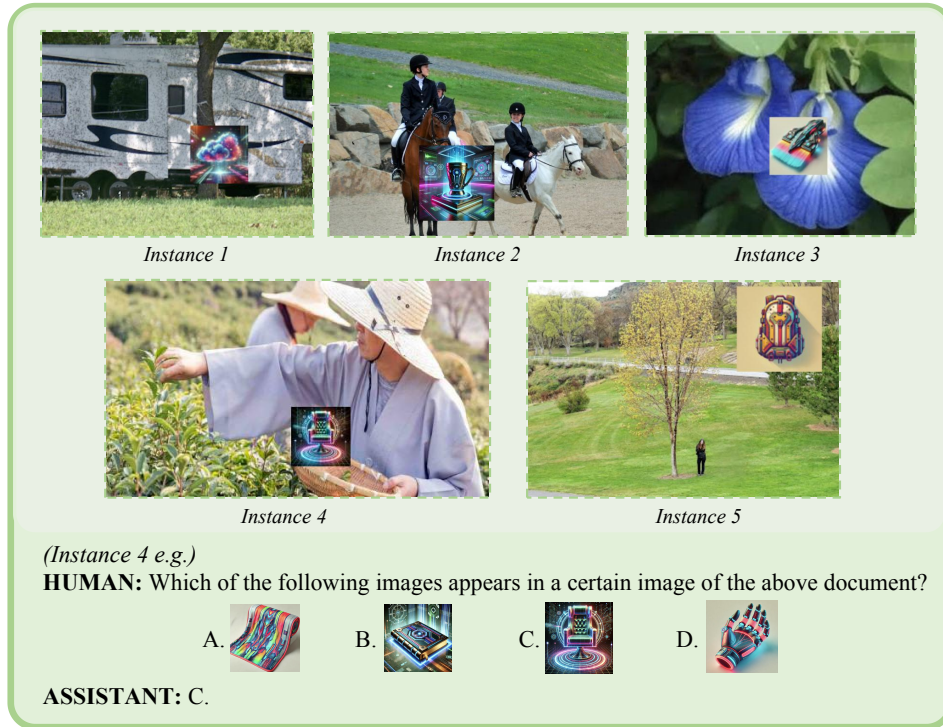 Instance 1
Instance 2
Instance 3
Instance 4
Instance 5
(Instance 4 e.g.)
HUMAN: Which of the following images appears in a certain image of the above document?
A.
B.
C.
D.
ASSISTANT: C.